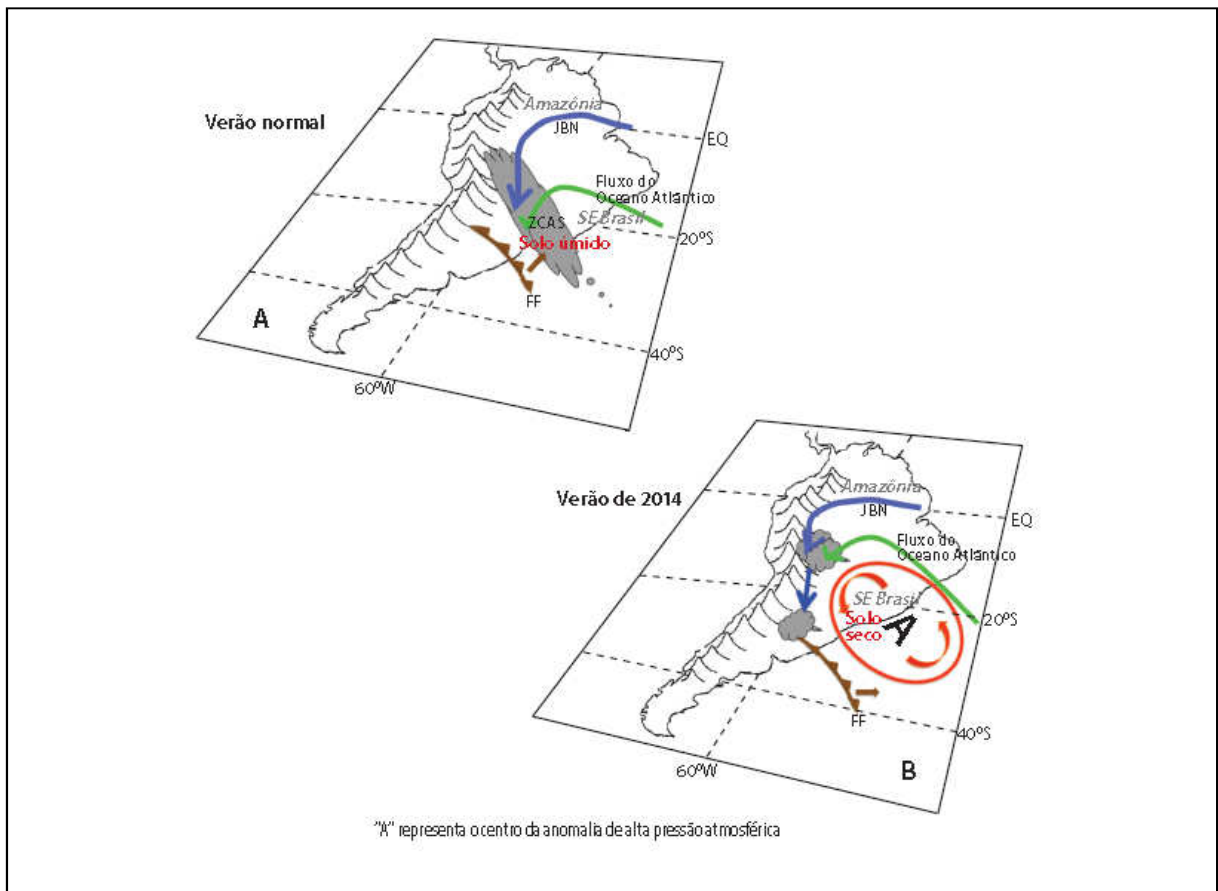 Verão normal
Amazônia
JBN
EQ
Fluxo do
Oceano Atlântico
ZCAS
SE Brasil
20ºS
Solo úmido
FF
A
40ºS
60ºW
Verão de 2014
Amazônia
JBN
EQ
Fluxo do
Oceano Atlântico
SE Brasil
Solo
seco
A
20ºS
FF
40ºS
60ºW
B
"A" representa o centro da anomalia de alta pressão atmosférica